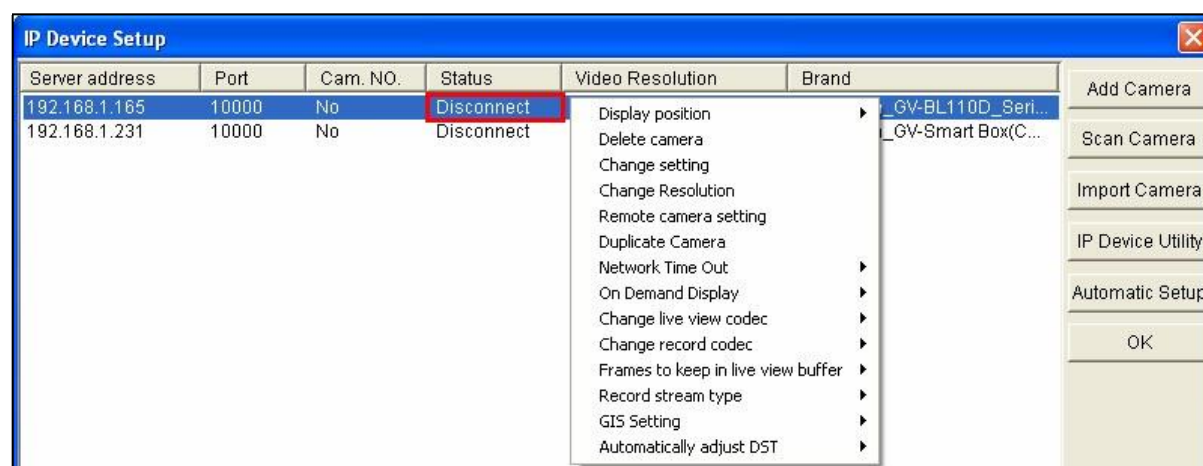 IP Device Setup
Server address Port Cam. NO. Status Video Resolution Brand
192.168.1.165 10000 No Disconnect _GV-BL110D_Seri...
192.168.1.231 10000 No Disconnect _GV-Smart Box(C...
Display position
Delete camera
Change setting
Change Resolution
Remote camera setting
Duplicate Camera
Network Time Out
On Demand Display
Change live view codec
Change record codec
Frames to keep in live view buffer
Record stream type
GIS Setting
Automatically adjust DST
Add Camera
Scan Camera
Import Camera
IP Device Utility
Automatic Setup
OK